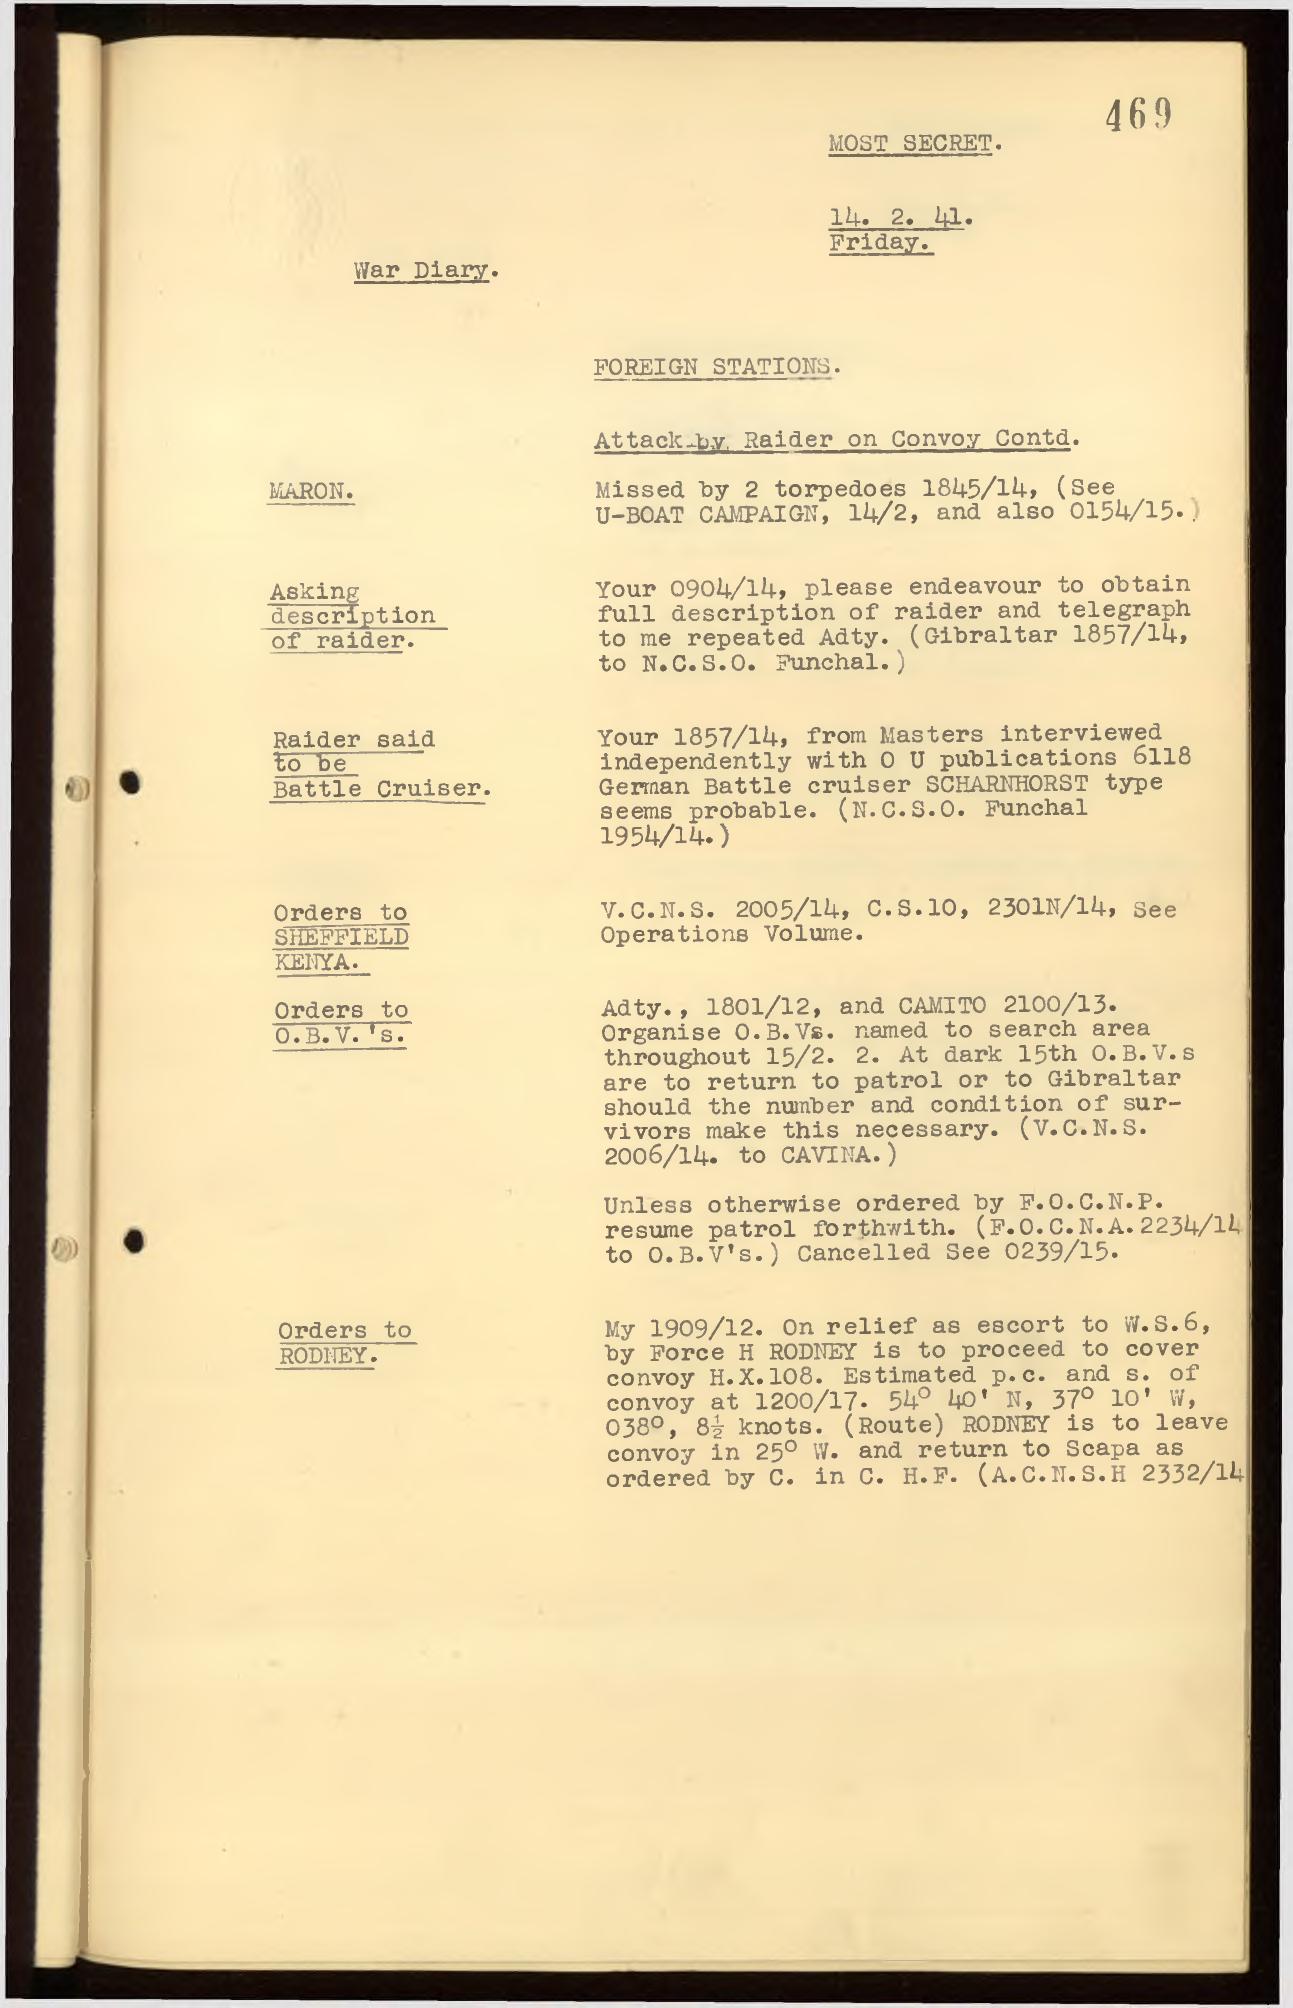 469
MOST SECRET.
14. 2. 41.
Friday.
War Diary.
FOREIGN STATIONS.
Attack by Raider on Convoy Contd.
MARON.
Missed by 2 torpedoes 1845/14, (See
U-BOAT CAMPAIGN, 14/2, and also 0154/15.)
Asking
description
of raider.
Your 0904/14, please endeavour to obtain
full description of raider and telegraph
to me repeated Adty. (Gibraltar 1857/14,
to N.C.S.O. Funchal.)
Raider said
to be
Battle Cruiser.
Your 1857/14, from Masters interviewed
independently with O U publications 6118
German Battle cruiser SCHARNHORST type
seems probable. (N.C.S.O. Funchal
1954/14.)
Orders to
SHEFFIELD
KENYA.
V.C.N.S. 2005/14, C.S.10, 2301N/14, See
Operations Volume.
Orders to
O.B.V.'s.
Adty., 1801/12, and CAMITO 2100/13.
Organise O.B.Vs. named to search area
throughout 15/2. 2. At dark 15th O.B.V.s
are to return to patrol or to Gibraltar
should the number and condition of sur-
vivors make this necessary. (V.C.N.S.
2006/14. to CAVINA.)
Unless otherwise ordered by F.O.C.N.P.
resume patrol forthwith. (F.O.C.N.A.2234/14
to O.B.V's.) Cancelled See 0239/15.
Orders to
RODNEY.
My 1909/12. On relief as escort to W.S.6,
by Force H RODNEY is to proceed to cover
convoy H.X.108. Estimated p.c. and s. of
convoy at 1200/17. 54° 40' N, 37° 10' W,
038°, 8½ knots. (Route) RODNEY is to leave
convoy in 25° W. and return to Scapa as
ordered by C. in C. H.F. (A.C.N.S.H 2332/14